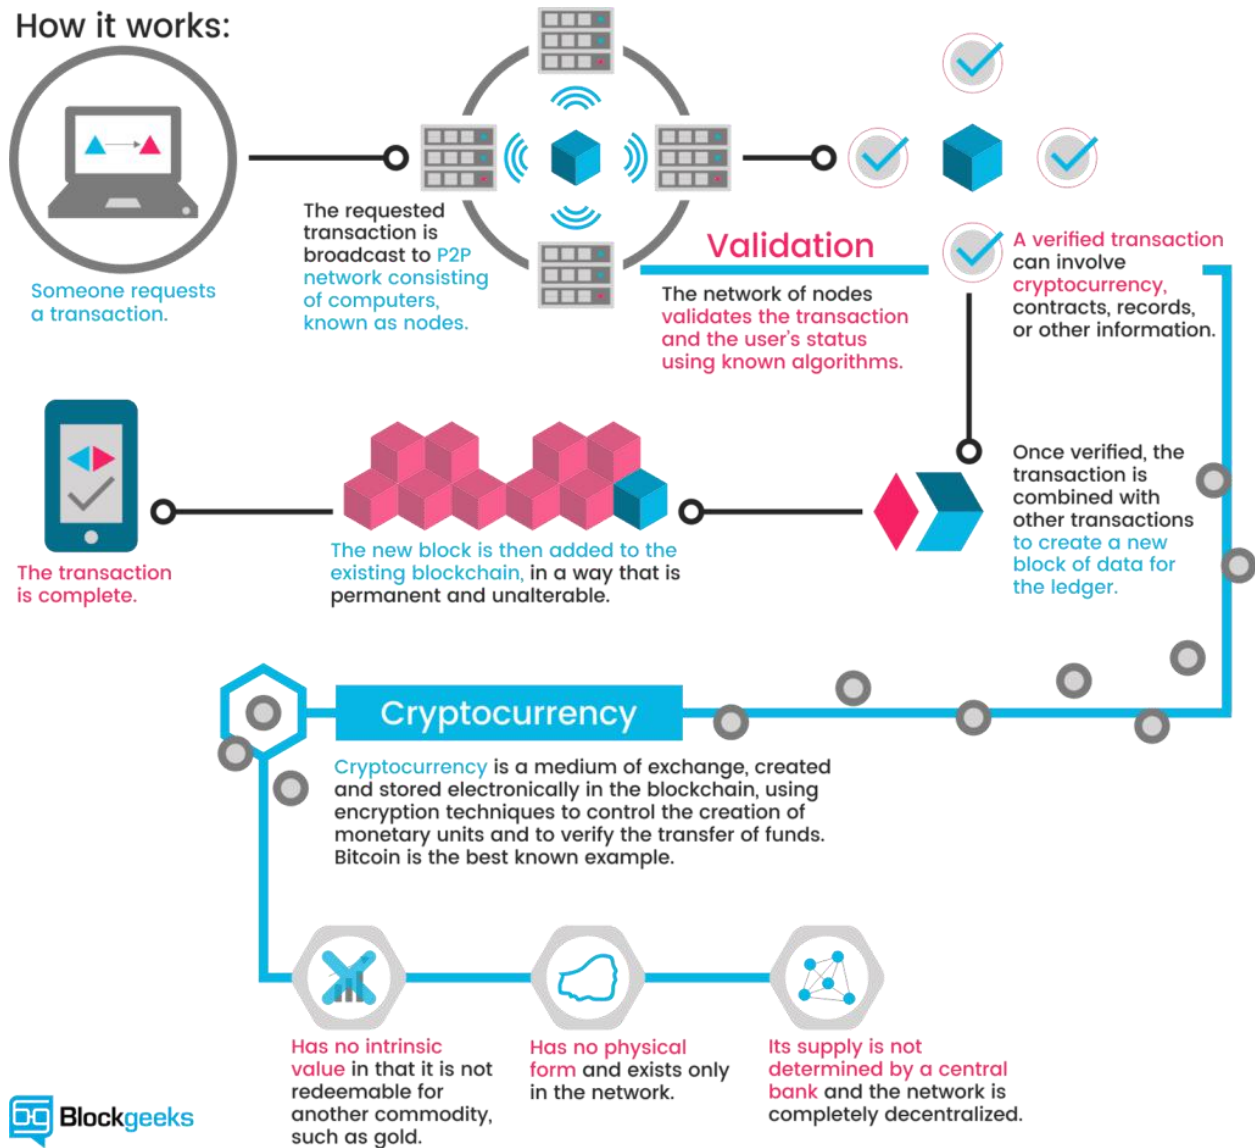 How it works:
Someone requests
a transaction.
The requested
transaction is
broadcast to P2P
network consisting
of computers,
known as nodes.
Validation
The network of nodes
validates the transaction
and the user's status
using known algorithms.
A verified transaction
can involve
cryptocurrency,
contracts, records,
or other information.
Once verified, the
transaction is
combined with
other transactions
to create a new
block of data for
the ledger.
The new block is then added to the
existing blockchain, in a way that is
permanent and unalterable.
The transaction
is complete.
Cryptocurrency
Cryptocurrency is a medium of exchange, created
and stored electronically in the blockchain, using
encryption techniques to control the creation of
monetary units and to verify the transfer of funds.
Bitcoin is the best known example.
Has no intrinsic
value in that it is not
redeemable for
another commodity,
such as gold.
Has no physical
form and exists only
in the network.
Its supply is not
determined by a central
bank and the network is
completely decentralized.
Blockgeeks